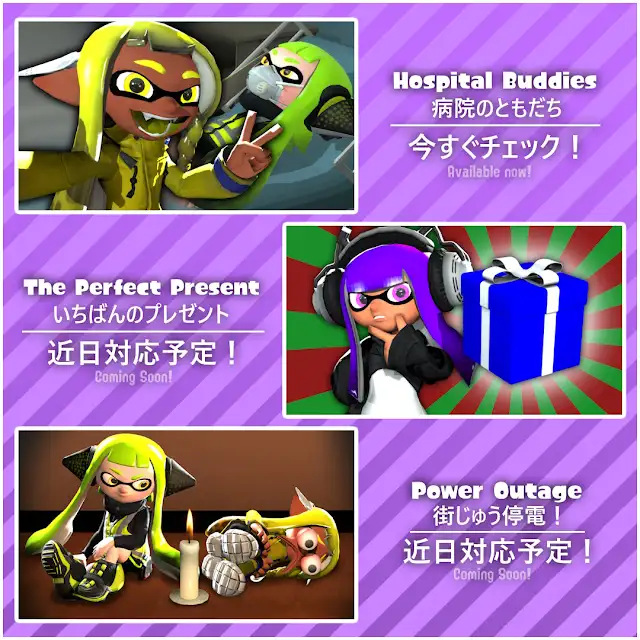 Hospital Buddies
病院のともだち
今すぐチェック！
Available now!
The Perfect Present
いちばんのプレゼント
近日対応予定！
Coming Soon!
Power Outage
街じゅう停電！
近日対応予定！
Coming Soon!